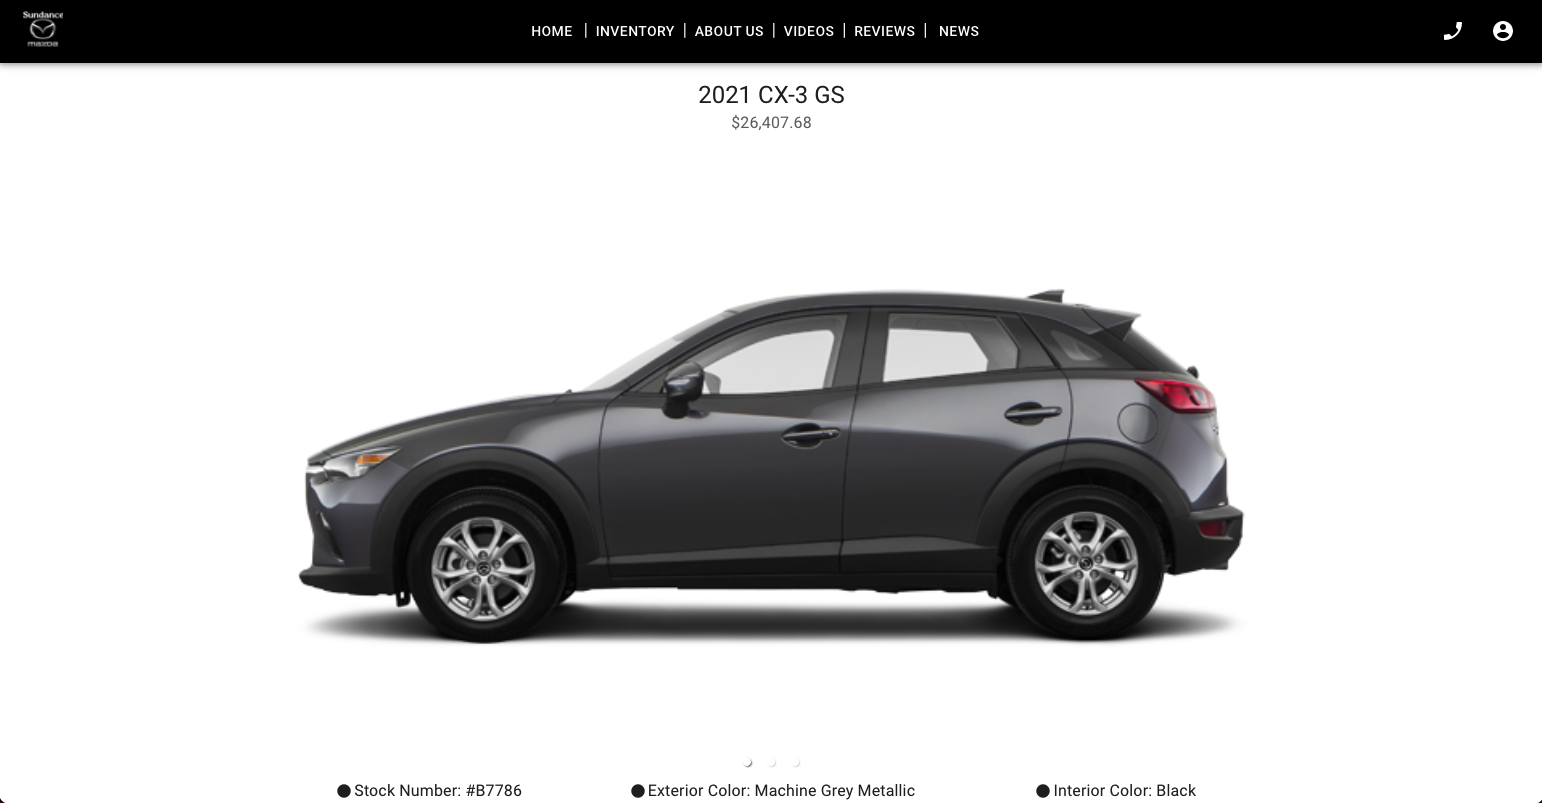 Sundance
mazda
HOME | INVENTORY | ABOUT US | VIDEOS | REVIEWS | NEWS
2021 CX-3 GS
$26,407.68
Stock Number: #B7786
Exterior Color: Machine Grey Metallic
Interior Color: Black